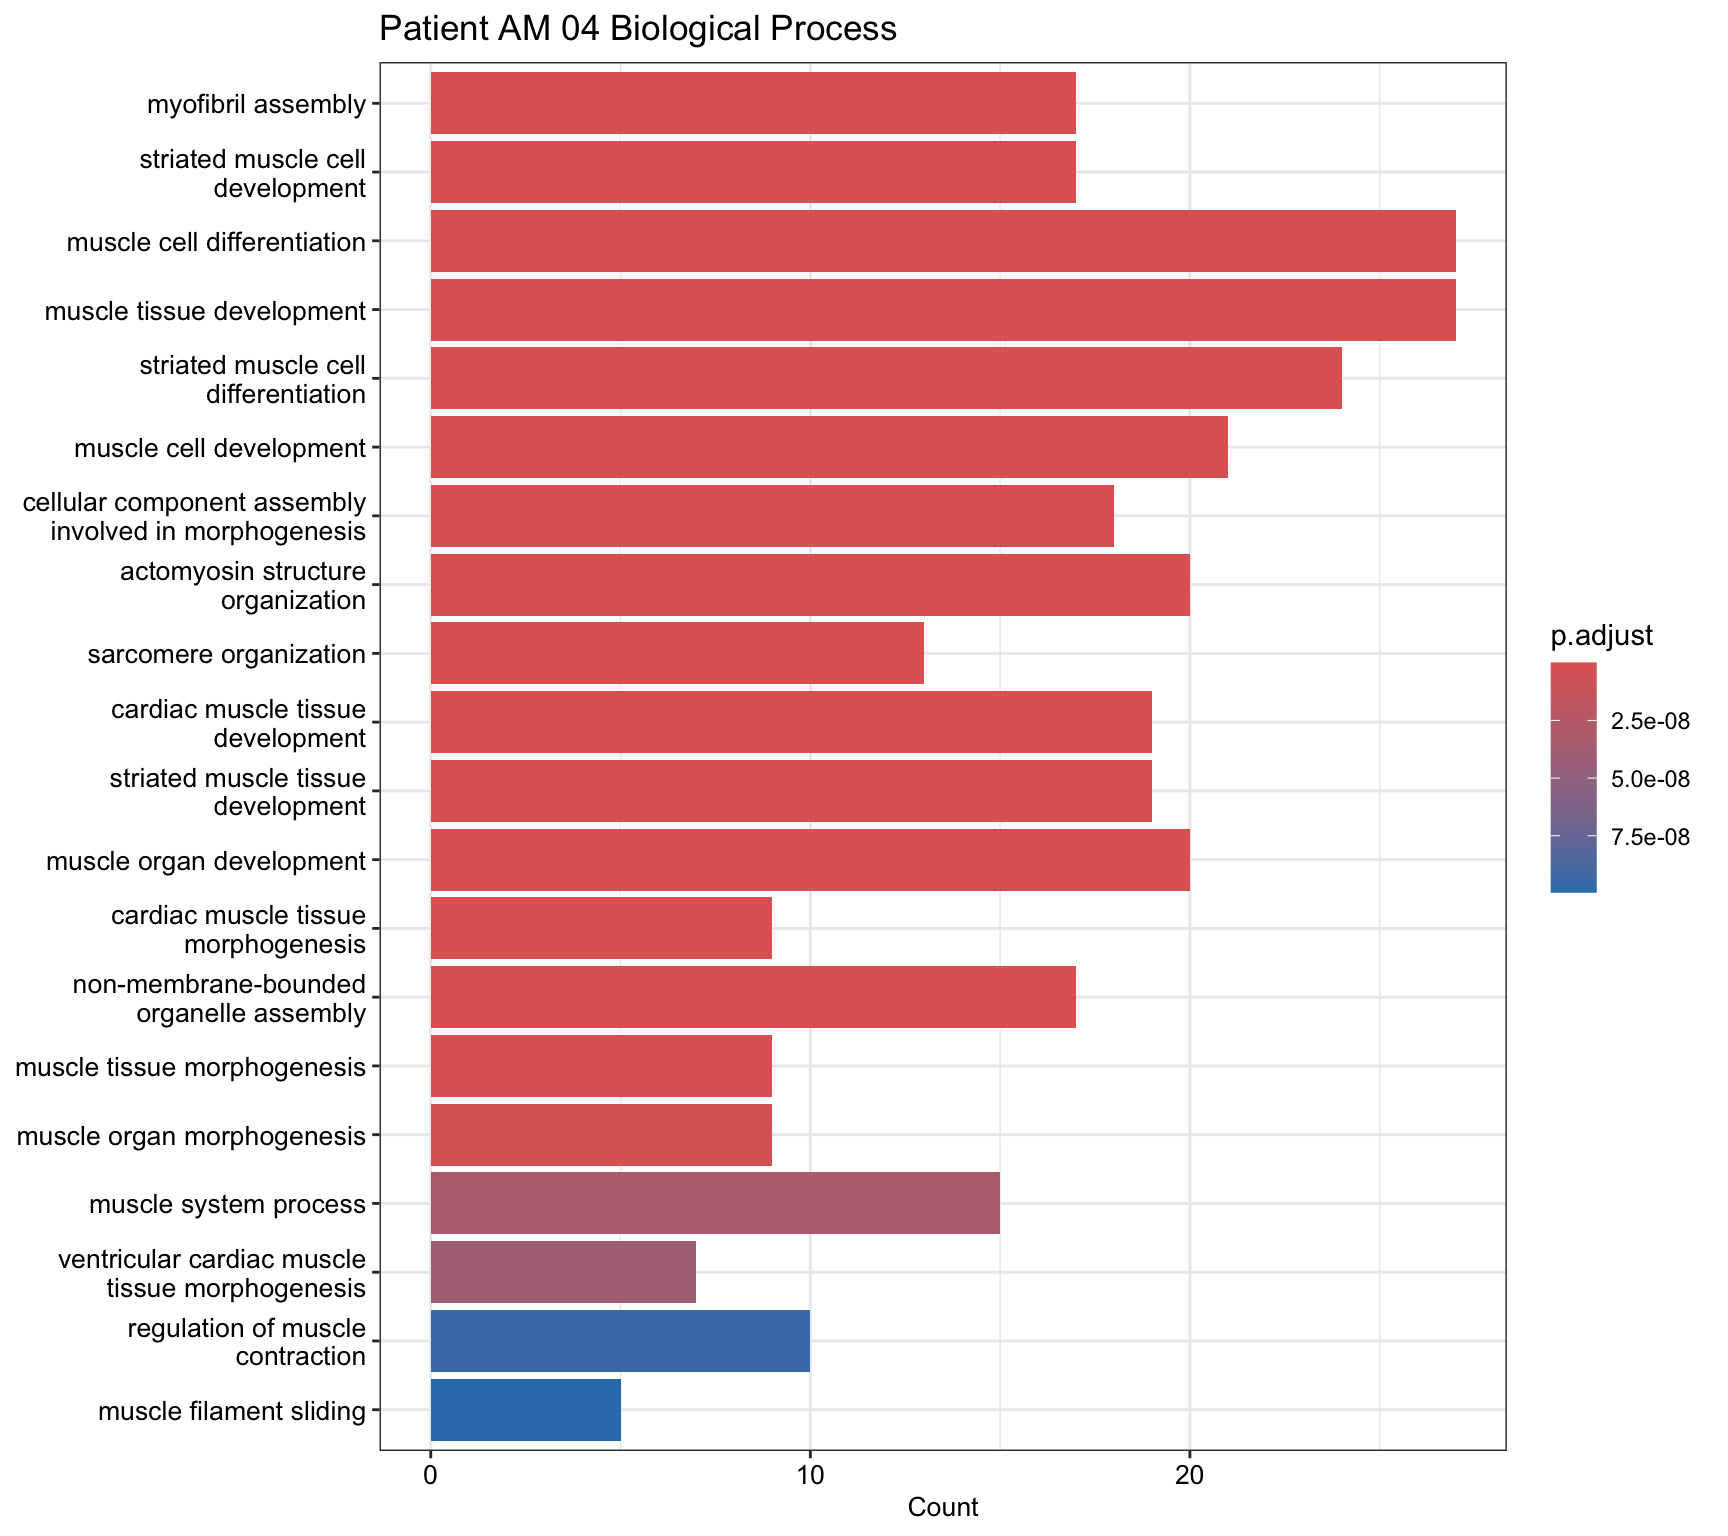 Patient AM 04 Biological Process
myofibril assembly
striated muscle cell
development
muscle cell differentiation
muscle tissue development
striated muscle cell
differentiation
muscle cell development
cellular component assembly
involved in morphogenesis
actomyosin structure
organization
sarcomere organization
cardiac muscle tissue
development
striated muscle tissue
development
muscle organ development
cardiac muscle tissue
morphogenesis
non-membrane-bounded
organelle assembly
muscle tissue morphogenesis
muscle organ morphogenesis
muscle system process
ventricular cardiac muscle
tissue morphogenesis
regulation of muscle
contraction
muscle filament sliding
0 10 20
Count
p.adjust
2.5e-08
5.0e-08
7.5e-08